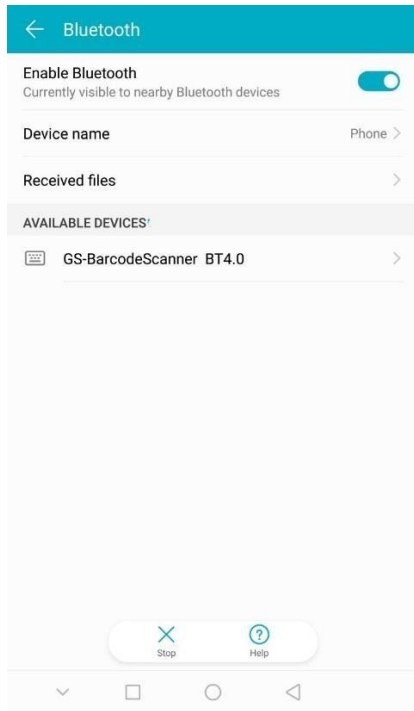 Bluetooth
Enable Bluetooth
Currently visible to nearby Bluetooth devices
Device name
Phone
Received files
AVAILABLE DEVICES
GS-BarcodeScanner BT4.0
Stop
Help